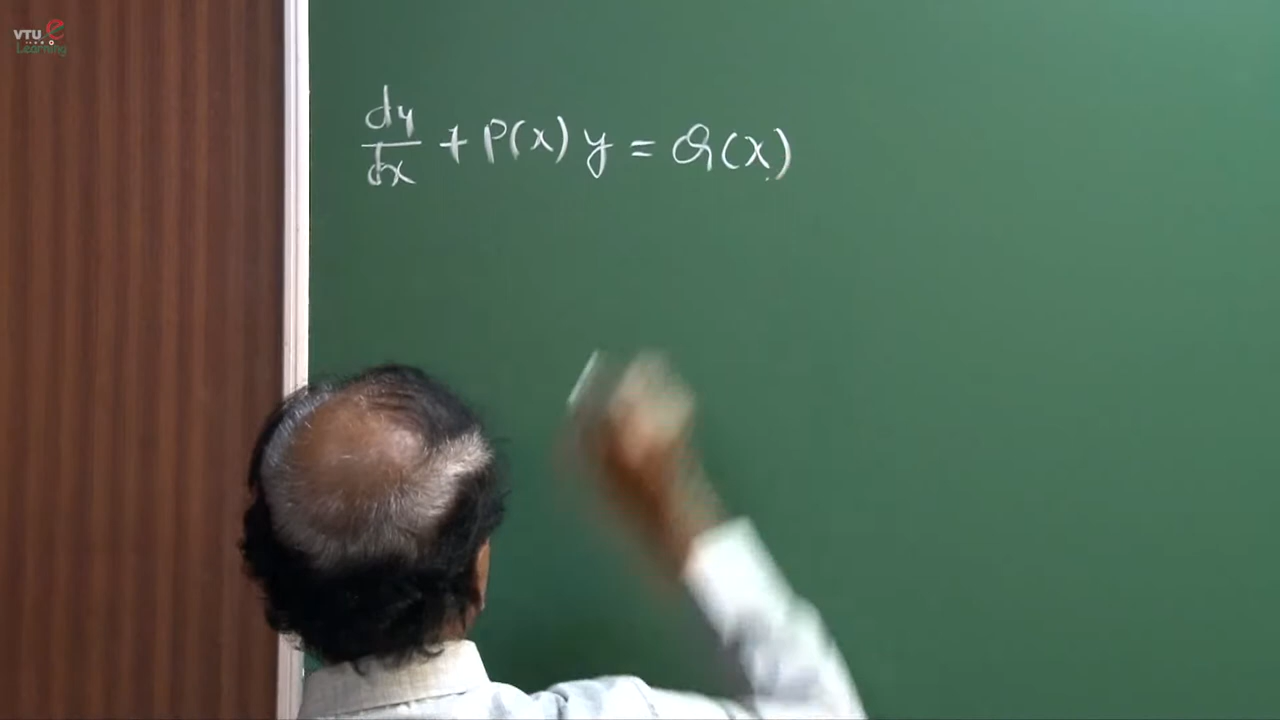 VTU e
Learning
dy/dx + P(x) y = Q(x)